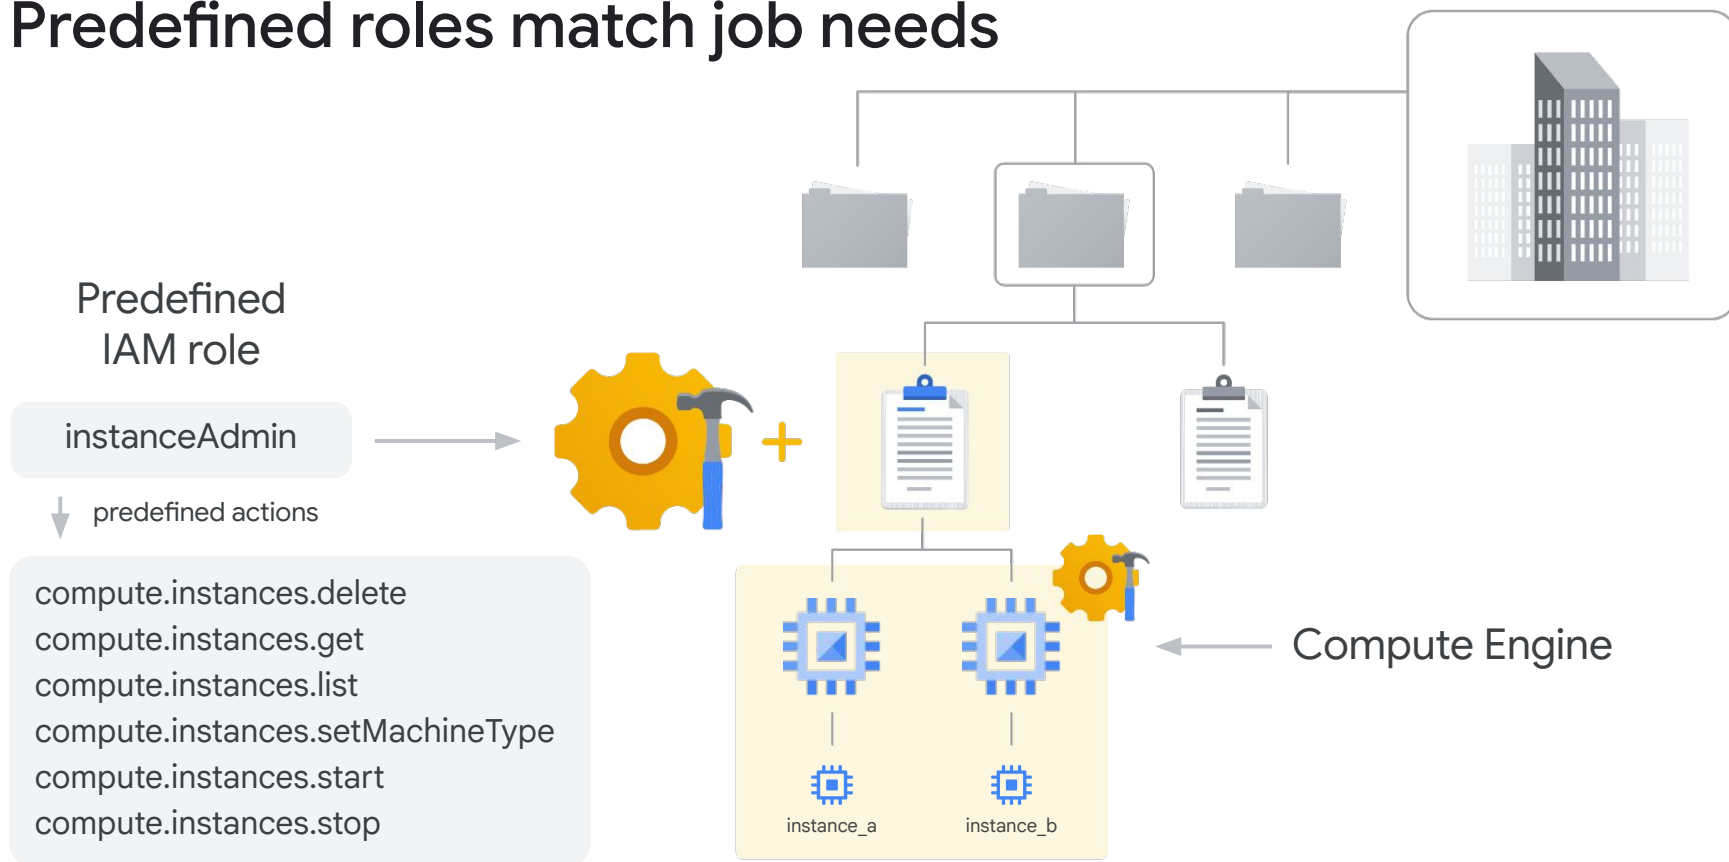 Predefined roles match job needs
Predefined
IAM role
instanceAdmin
predefined actions
compute.instances.delete
compute.instances.get
compute.instances.list
compute.instances.setMachineType
compute.instances.start
compute.instances.stop
Compute Engine
instance_a
instance_b